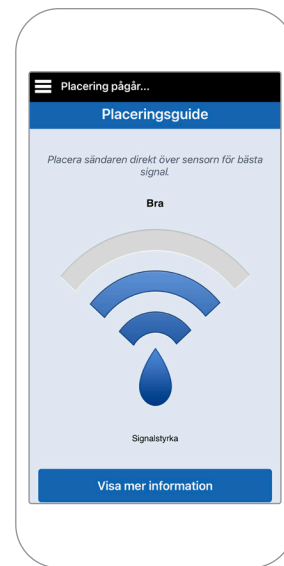 Placering pågår...
Placeringsguide
Placera sändaren direkt över sensorn för bästa
signal.
Bra
Signalstyrka
Visa mer information